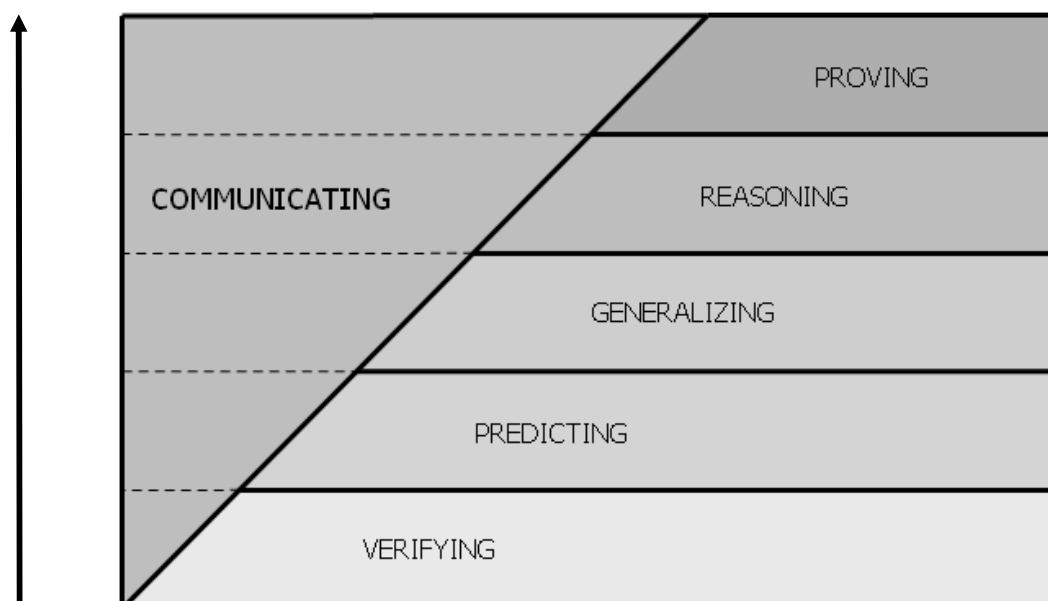 PROVING
COMMUNICATING
REASONING
GENERALIZING
PREDICTING
VERIFYING